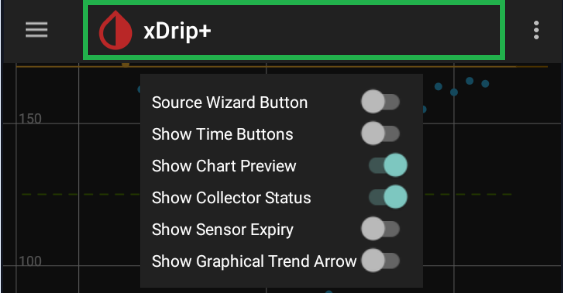 xDrip+
Source Wizard Button
150
Show Time Buttons
Show Chart Preview
Show Collector Status
Show Sensor Expiry
Show Graphical Trend Arrow
100